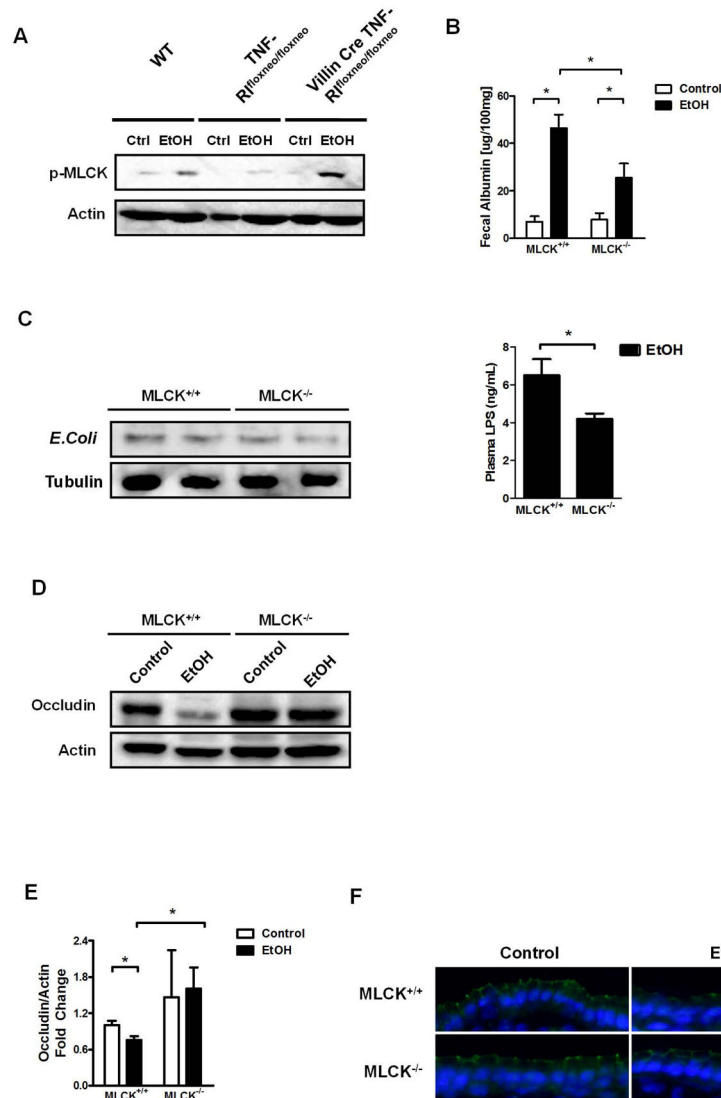 A
WT
TNF-
RI^floxneo/floxneo
Villin Cre TNF-
RI^floxneo/floxneo
Ctrl EtOH Ctrl EtOH Ctrl EtOH
p-MLCK
Actin
B
Control
EtOH
*
* *
Fecal Albumin [ug/100mg]
60
40
20
0
MLCK+/+ MLCK-/-
C
MLCK+/+ MLCK-/-
E.Coli
Tubulin
EtOH
*
Plasma LPS (ng/mL)
8
6
4
2
0
MLCK+/+ MLCK-/-
D
MLCK+/+ MLCK-/-
Control EtOH Control EtOH
Occludin
Actin
E
Control
EtOH
*
*
Occludin/Actin
Fold Change
2.4
1.8
1.2
0.6
0.0
MLCK+/+ MLCK-/-
F
Control E
MLCK+/+
MLCK-/-